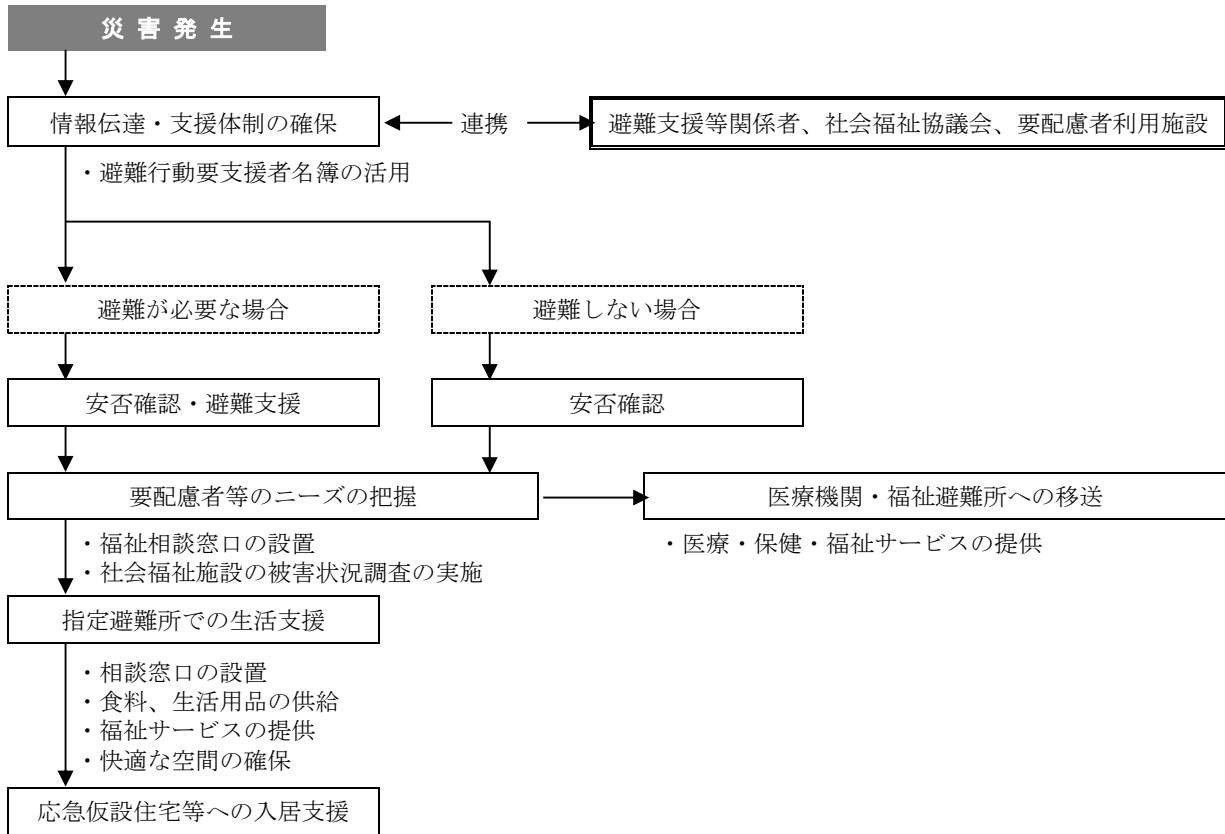 災害発生
情報伝達・支援体制の確保
連携
避難支援等関係者、社会福祉協議会、要配慮者利用施設
・避難行動要支援者名簿の活用
避難が必要な場合
避難しない場合
安否確認・避難支援
安否確認
要配慮者等のニーズの把握
医療機関・福祉避難所への移送
・福祉相談窓口の設置
・社会福祉施設の被害状況調査の実施
・医療・保健・福祉サービスの提供
指定避難所での生活支援
・相談窓口の設置
・食料、生活用品の供給
・福祉サービスの提供
・快適な空間の確保
応急仮設住宅等への入居支援